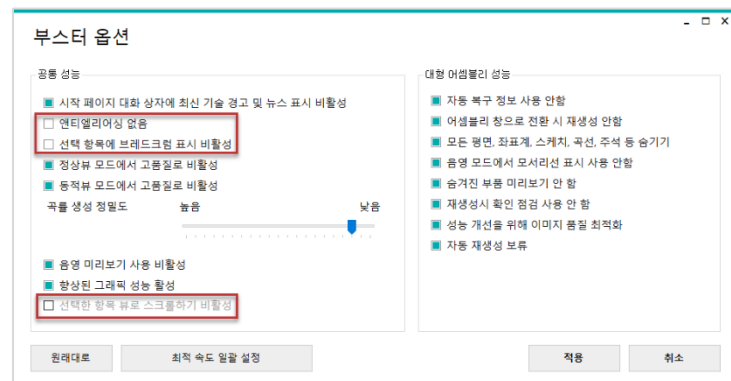 부스터 옵션
공통 성능
시작 페이지 대화 상자에 최신 기술 경고 및 뉴스 표시 비활성
앤티엘리어싱 없음
선택 항목에 브레드크럼 표시 비활성
정상뷰 모드에서 고품질로 비활성
동적뷰 모드에서 고품질로 비활성
곡률 생성 정밀도 높음 낮음
음영 미리보기 사용 비활성
향상된 그래픽 성능 활성
선택한 항목 뷰로 스크롤하기 비활성
대형 어셈블리 성능
자동 복구 정보 사용 안함
어셈블리 창으로 전환 시 재생성 안함
모든 평면, 좌표계, 스케치, 곡선, 주석 등 숨기기
음영 모드에서 모서리선 표시 사용 안함
숨겨진 부품 미리보기 안 함
재생성시 확인 점검 사용 안 함
성능 개선을 위해 이미지 품질 최적화
자동 재생성 보류
원래대로 최적 속도 일괄 설정 적용 취소